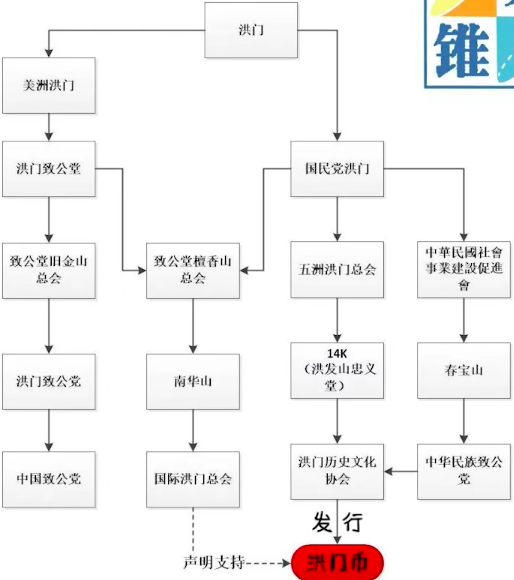 洪门
锥
美洲洪门
洪门致公堂
国民党洪门
致公堂旧金山
总会
致公堂檀香山
总会
五洲洪门总会
中華民國社會
事業建設促進
會
洪门致公党
南华山
14K
（洪发山忠义
堂）
春宝山
中国致公党
国际洪门总会
洪门历史文化
协会
中华民族致公
党
发行
声明支持
洪门币